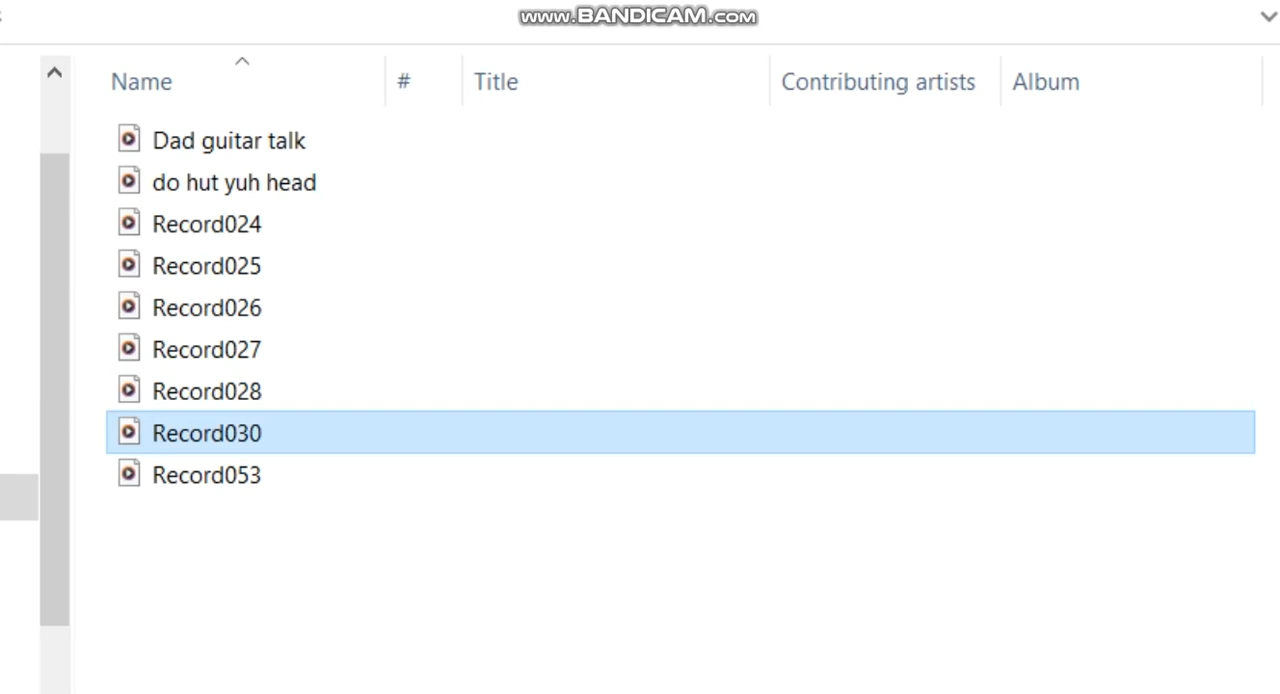 www.BANDICAM.com
Name # Title Contributing artists Album
Dad guitar talk
do hut yuh head
Record024
Record025
Record026
Record027
Record028
Record030
Record053